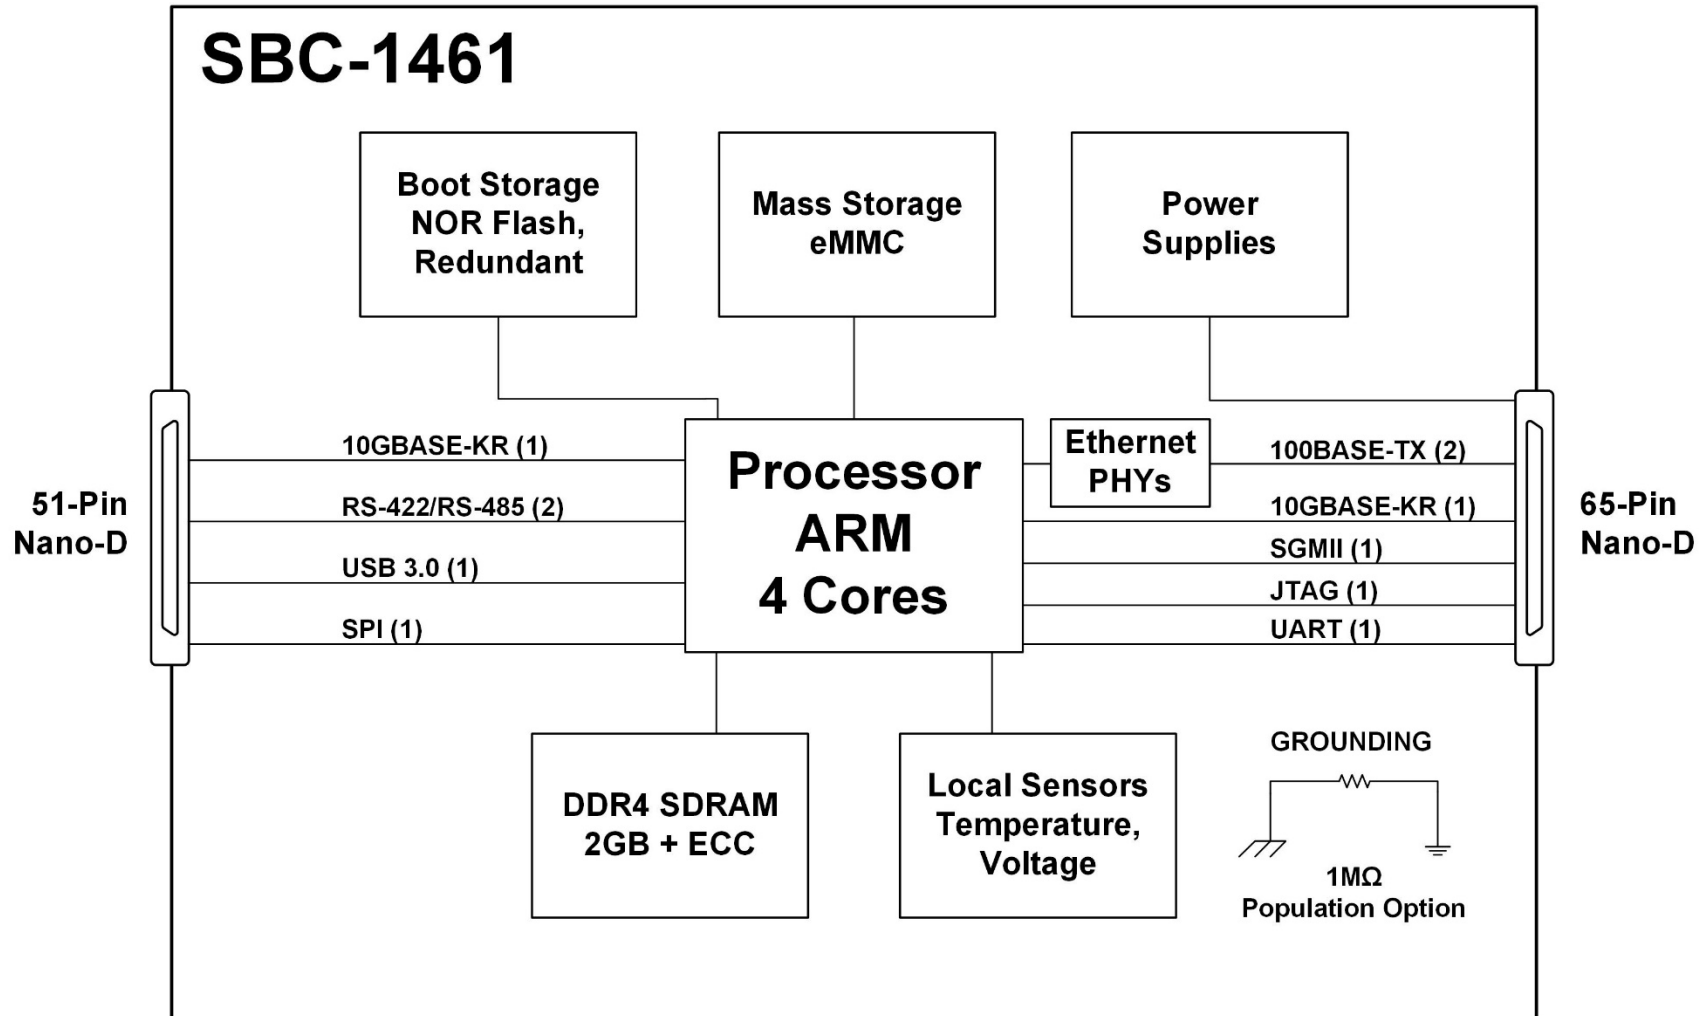 SBC-1461
Boot Storage
NOR Flash,
Redundant
Mass Storage
eMMC
Power
Supplies
51-Pin
Nano-D
10GBASE-KR (1)
RS-422/RS-485 (2)
USB 3.0 (1)
SPI (1)
Processor
ARM
4 Cores
Ethernet
PHYs
100BASE-TX (2)
10GBASE-KR (1)
SGMII (1)
JTAG (1)
UART (1)
65-Pin
Nano-D
DDR4 SDRAM
2GB + ECC
Local Sensors
Temperature,
Voltage
GROUNDING
1MΩ
Population Option